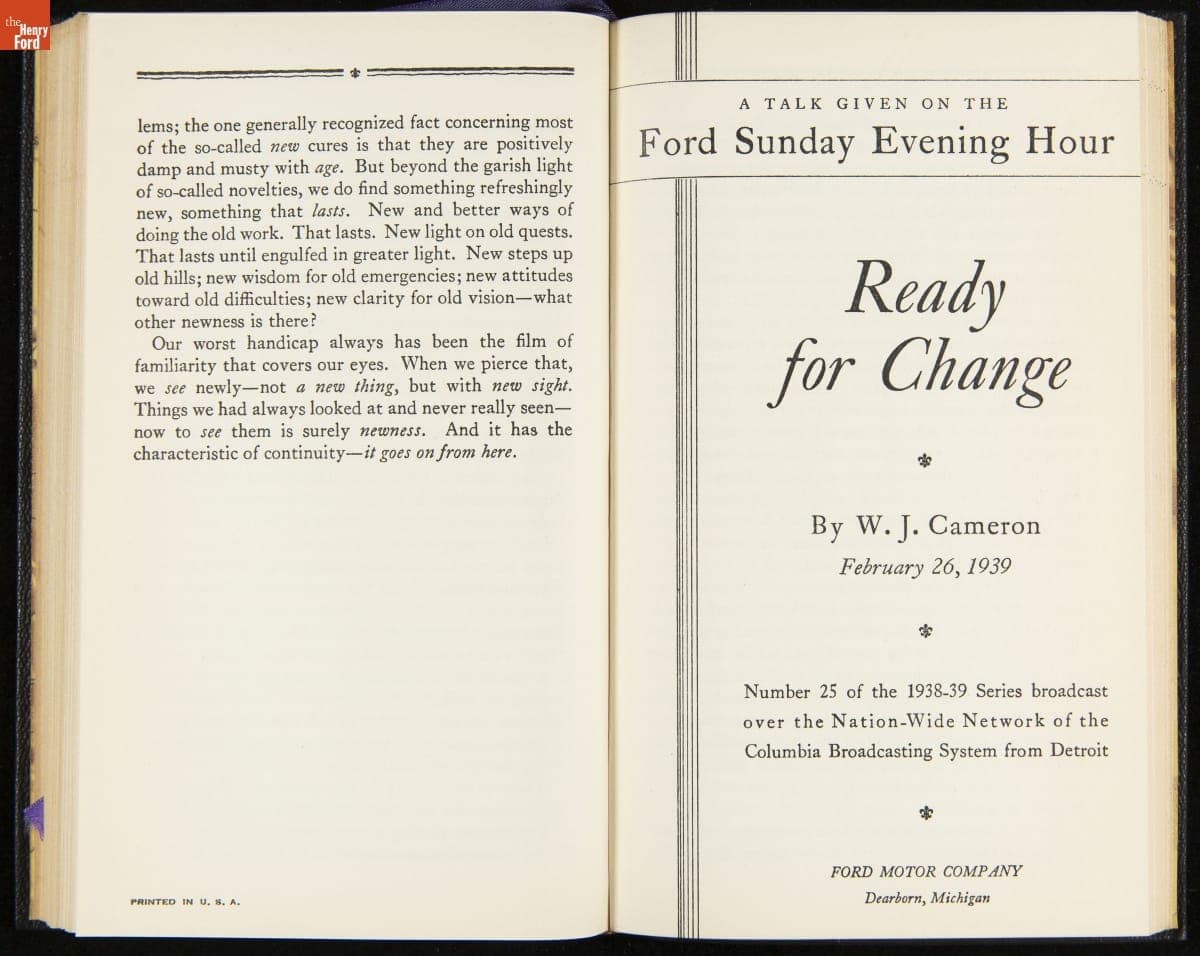 the
Henry
Ford
lems; the one generally recognized fact concerning most
of the so-called new cures is that they are positively
damp and musty with age. But beyond the garish light
of so-called novelties, we do find something refreshingly
new, something that lasts. New and better ways of
doing the old work. That lasts. New light on old quests.
That lasts until engulfed in greater light. New steps up
old hills; new wisdom for old emergencies; new attitudes
toward old difficulties; new clarity for old vision—what
other newness is there?
Our worst handicap always has been the film of
familiarity that covers our eyes. When we pierce that,
we see newly—not a new thing, but with new sight.
Things we had always looked at and never really seen—
now to see them is surely newness. And it has the
characteristic of continuity—it goes on from here.
PRINTED IN U. S. A.
A TALK GIVEN ON THE
Ford Sunday Evening Hour
Ready
for Change
By W. J. Cameron
February 26, 1939
Number 25 of the 1938-39 Series broadcast
over the Nation-Wide Network of the
Columbia Broadcasting System from Detroit
FORD MOTOR COMPANY
Dearborn, Michigan